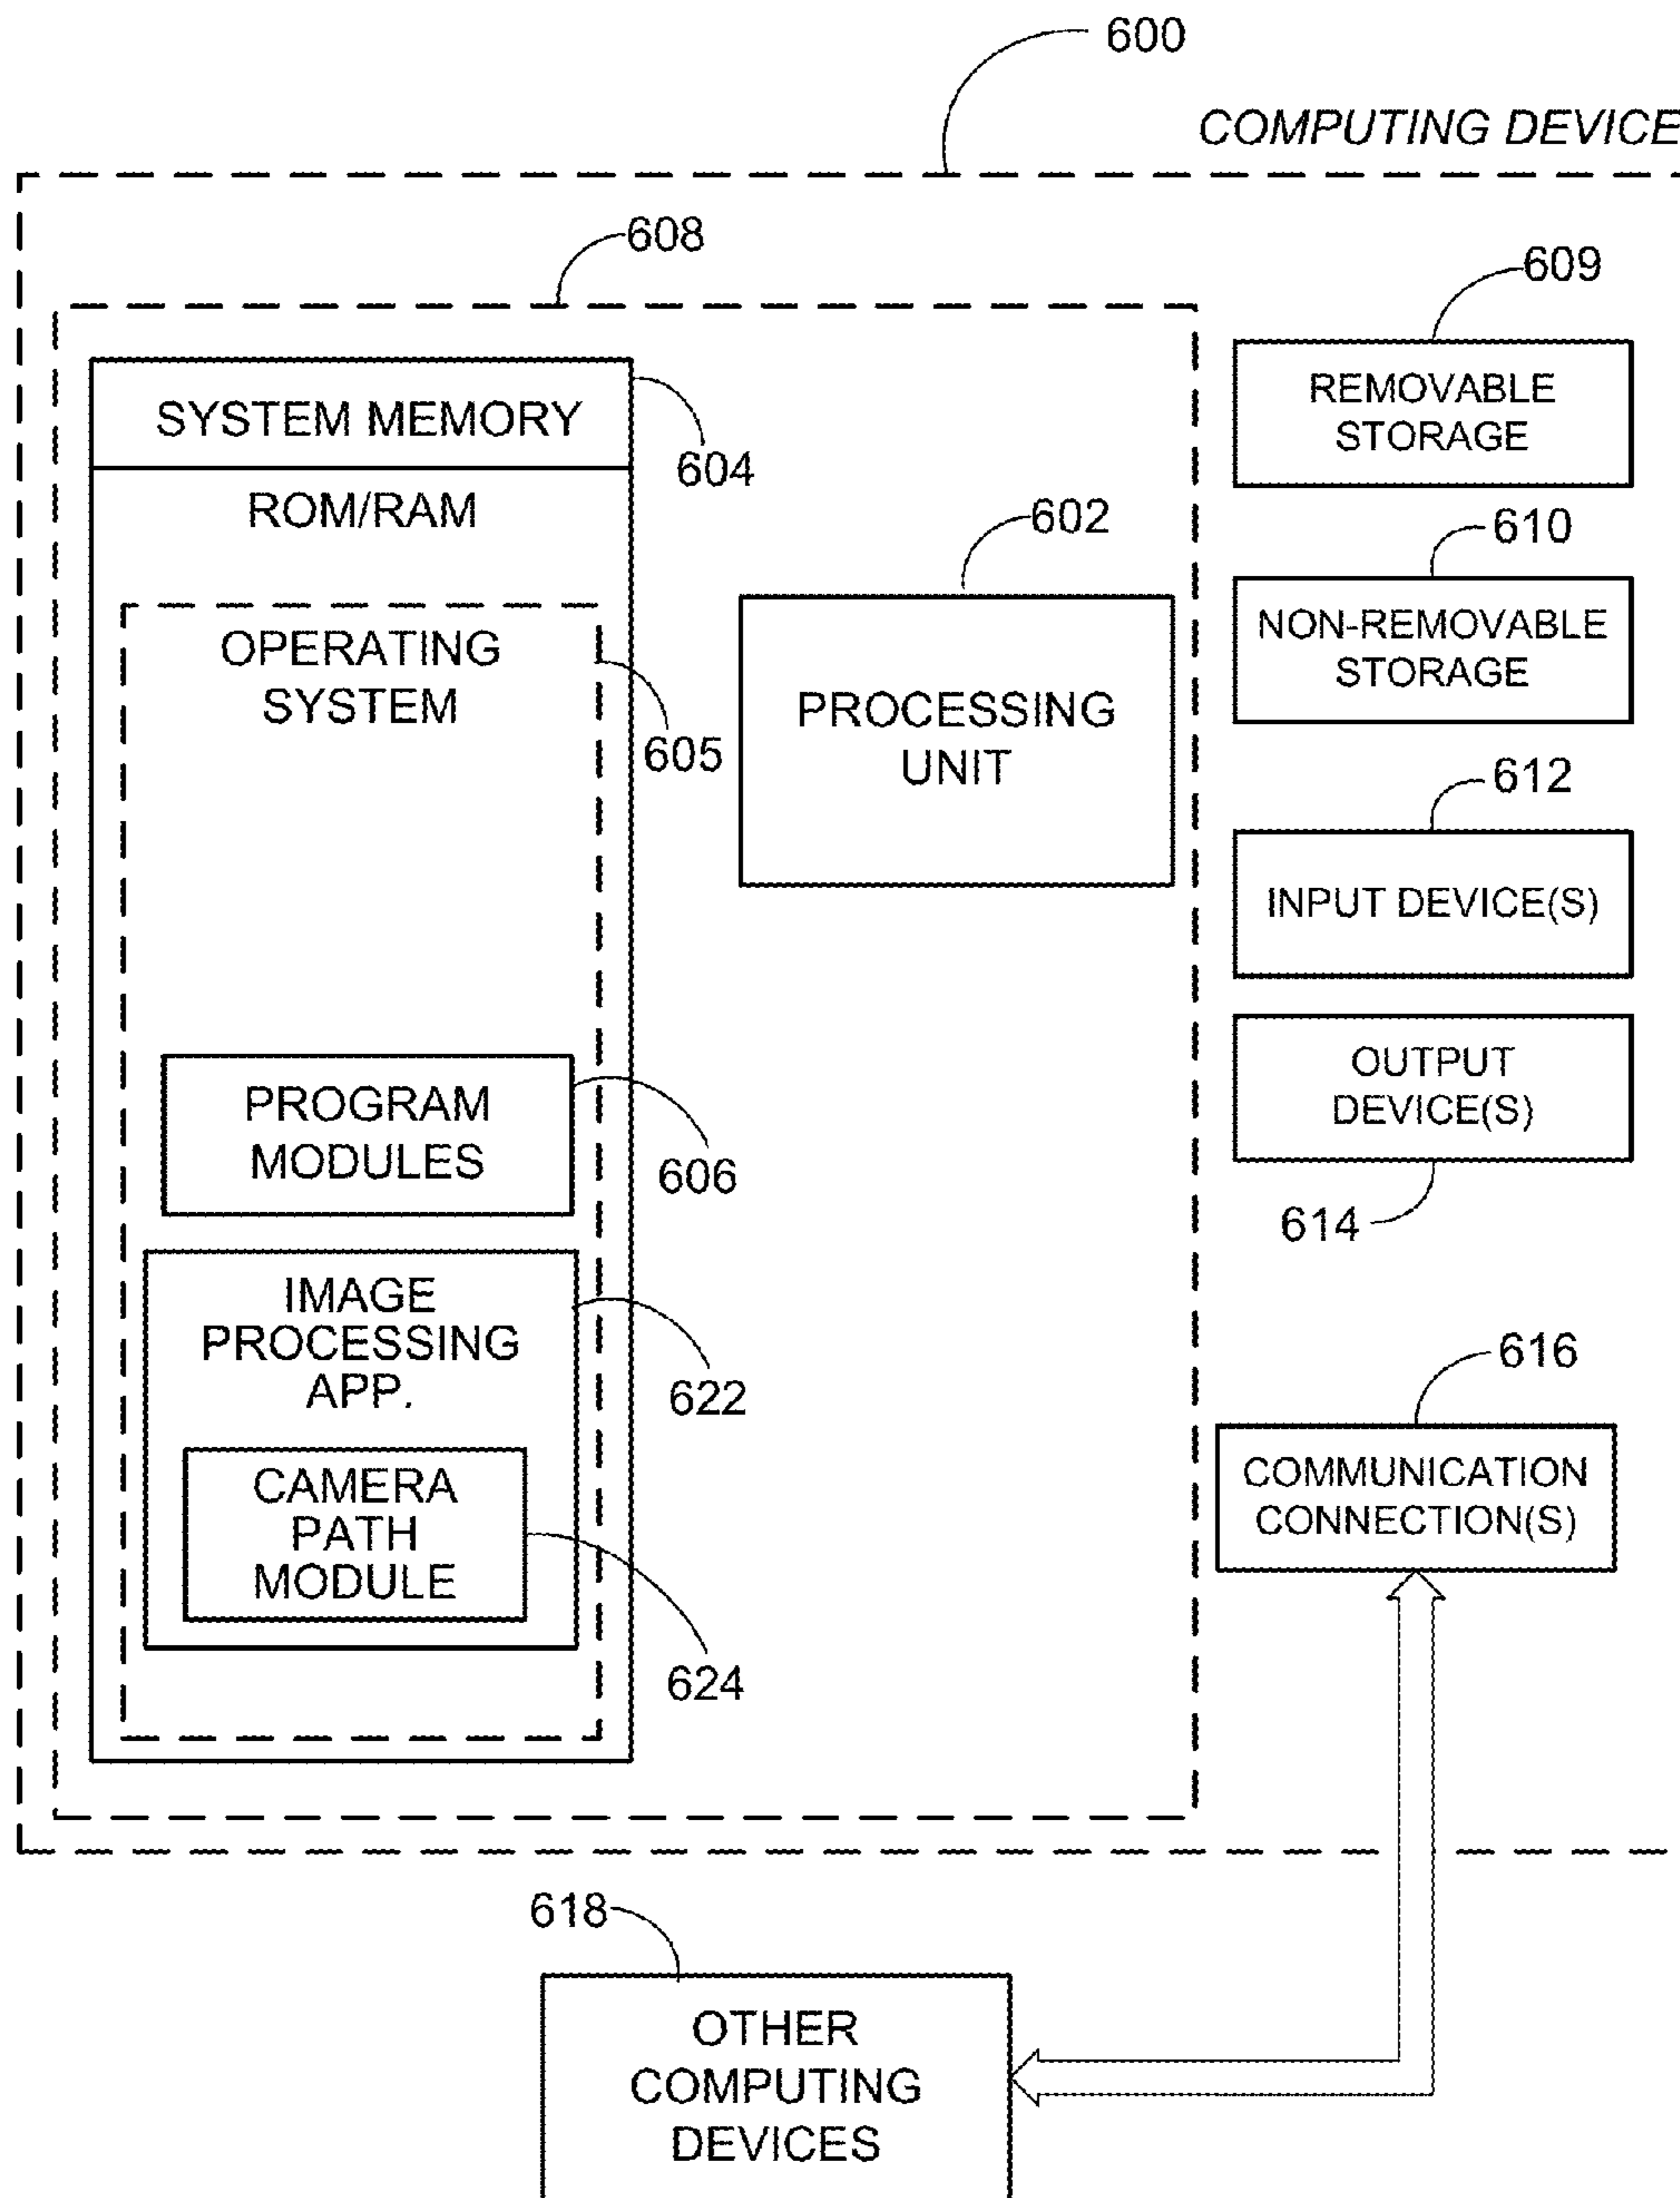 600
COMPUTING DEVICE
608
609
SYSTEM MEMORY
604
ROM/RAM
REMOVABLE
STORAGE
602
610
OPERATING
SYSTEM
605
PROCESSING
UNIT
NON-REMOVABLE
STORAGE
612
INPUT DEVICE(S)
PROGRAM
MODULES
606
OUTPUT
DEVICE(S)
614
IMAGE
PROCESSING
APP.
622
616
CAMERA
PATH
MODULE
624
COMMUNICATION
CONNECTION(S)
618
OTHER
COMPUTING
DEVICES